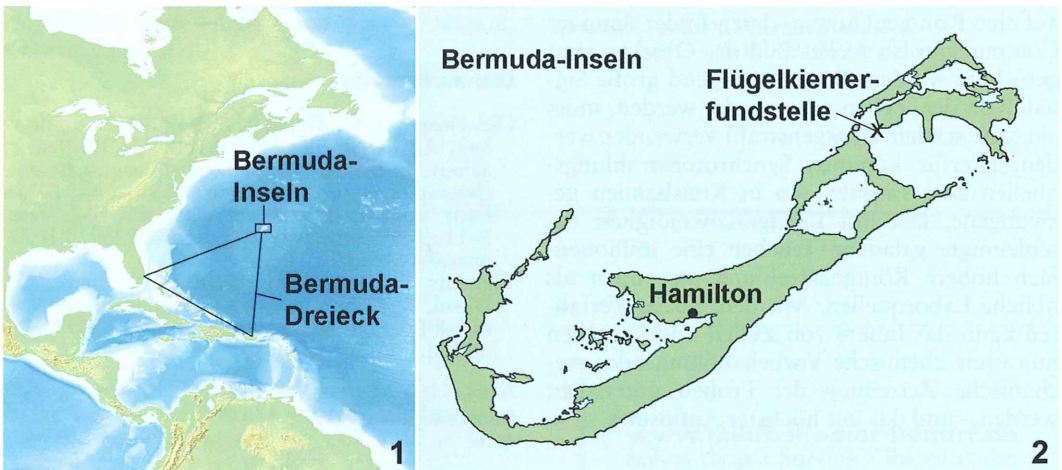 Bermuda-
Inseln
Bermuda-
Dreieck
1
Bermuda-Inseln
Flügelkiemer-
fundstelle
Hamilton
2